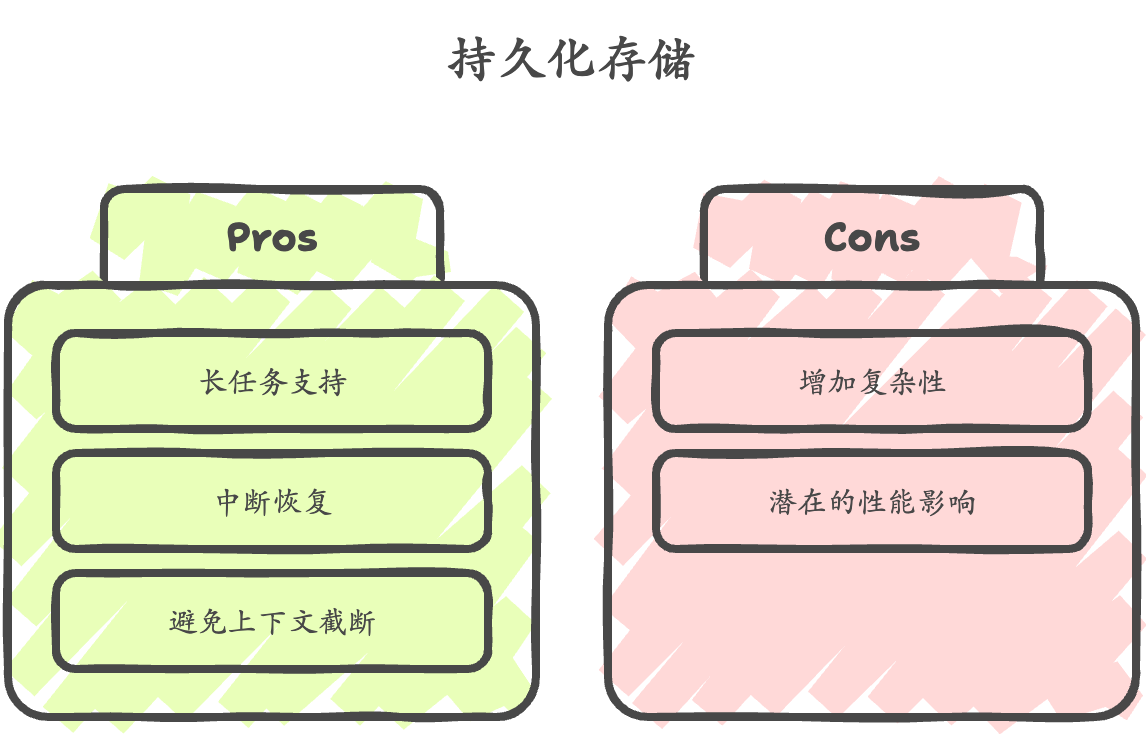 持久化存储
Pros
长任务支持
中断恢复
避免上下文截断
Cons
增加复杂性
潜在的性能影响